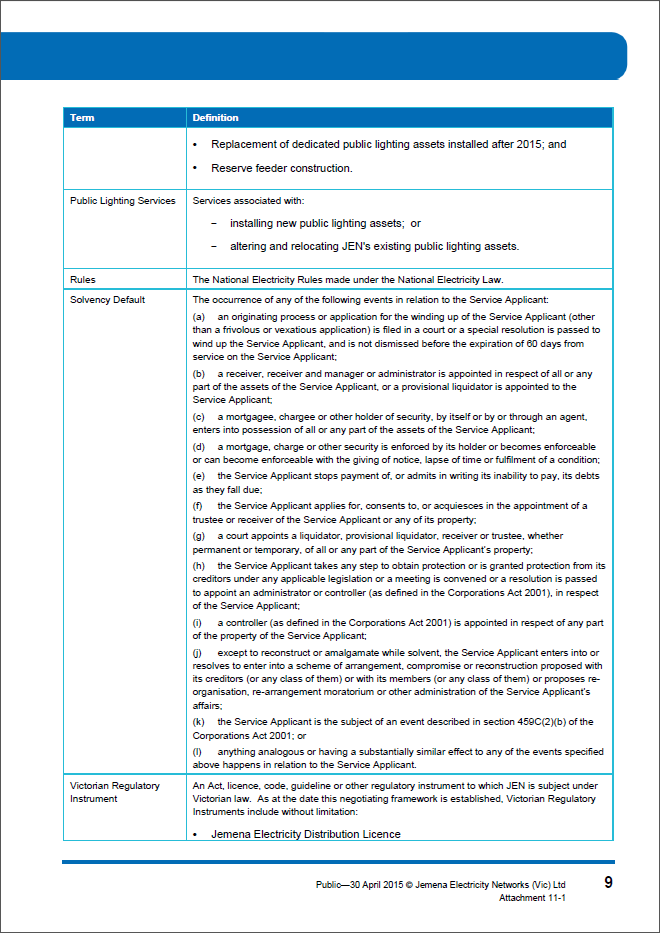 Term Definition
• Replacement of dedicated public lighting assets installed after 2015; and
• Reserve feeder construction.
Public Lighting Services Services associated with:
– installing new public lighting assets; or
– altering and relocating JEN's existing public lighting assets.
Rules The National Electricity Rules made under the National Electricity Law.
Solvency Default The occurrence of any of the following events in relation to the Service Applicant:
(a) an originating process or application for the winding up of the Service Applicant (other
than a frivolous or vexatious application) is filed in a court or a special resolution is passed to
wind up the Service Applicant, and is not dismissed before the expiration of 60 days from
service on the Service Applicant;
(b) a receiver, receiver and manager or administrator is appointed in respect of all or any
part of the assets of the Service Applicant, or a provisional liquidator is appointed to the
Service Applicant;
(c) a mortgagee, chargee or other holder of security, by itself or by or through an agent,
enters into possession of all or any part of the assets of the Service Applicant;
(d) a mortgage, charge or other security is enforced by its holder or becomes enforceable
or can become enforceable with the giving of notice, lapse of time or fulfilment of a condition;
(e) the Service Applicant stops payment of, or admits in writing its inability to pay, its debts
as they fall due;
(f) the Service Applicant applies for, consents to, or acquiesces in the appointment of a
trustee or receiver of the Service Applicant or any of its property;
(g) a court appoints a liquidator, provisional liquidator, receiver or trustee, whether
permanent or temporary, of all or any part of the Service Applicant's property;
(h) the Service Applicant takes any step to obtain protection or is granted protection from its
creditors under any applicable legislation or a meeting is convened or a resolution is passed
to appoint an administrator or controller (as defined in the Corporations Act 2001), in respect
of the Service Applicant;
(i) a controller (as defined in the Corporations Act 2001) is appointed in respect of any part
of the property of the Service Applicant;
(j) except to reconstruct or amalgamate while solvent, the Service Applicant enters into or
resolves to enter into a scheme of arrangement, compromise or reconstruction proposed with
its creditors (or any class of them) or with its members (or any class of them) or proposes re-
organisation, re-arrangement moratorium or other administration of the Service Applicant's
affairs;
(k) the Service Applicant is the subject of an event described in section 459C(2)(b) of the
Corporations Act 2001; or
(l) anything analogous or having a substantially similar effect to any of the events specified
above happens in relation to the Service Applicant.
Victorian Regulatory An Act, licence, code, guideline or other regulatory instrument to which JEN is subject under
Instrument Victorian law. As at the date this negotiating framework is established, Victorian Regulatory
Instruments include without limitation:
• Jemena Electricity Distribution Licence
Public—30 April 2015 © Jemena Electricity Networks (Vic) Ltd 9
Attachment 11-1